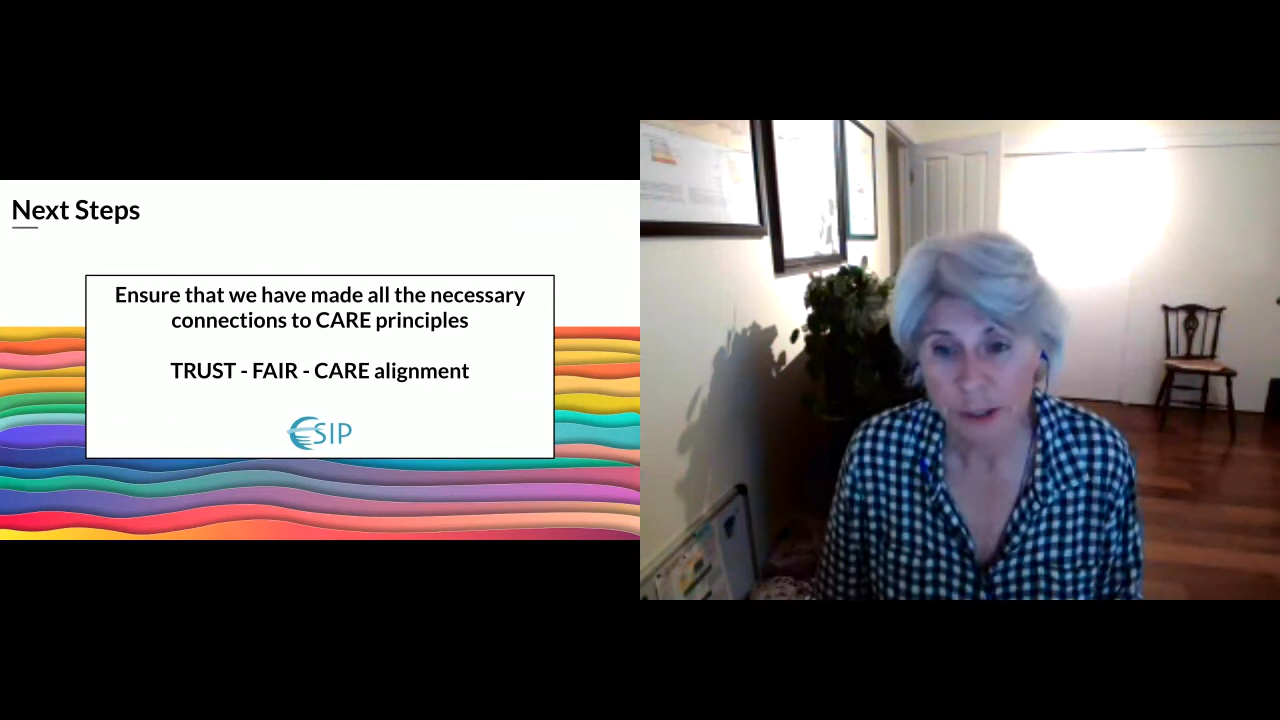 Next Steps
Ensure that we have made all the necessary
connections to CARE principles
TRUST - FAIR - CARE alignment
ESIP